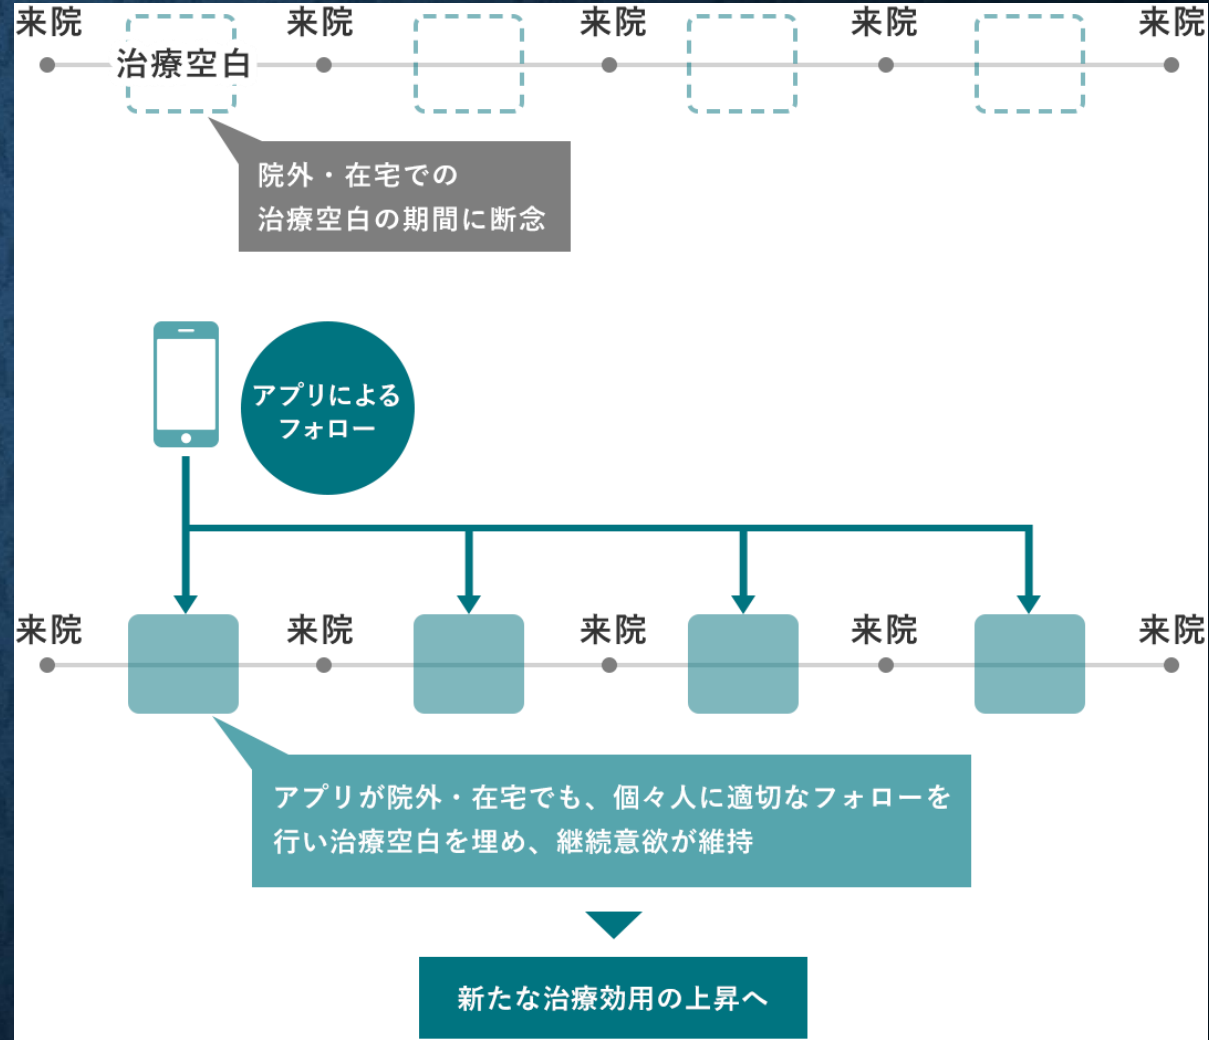 来院 来院 来院 来院 来院
治療空白
院外・在宅での
治療空白の期間に断念
アプリによる
フォロー
来院 来院 来院 来院 来院
アプリが院外・在宅でも、個々人に適切なフォローを
行い治療空白を埋め、継続意欲が維持
新たな治療効用の上昇へ